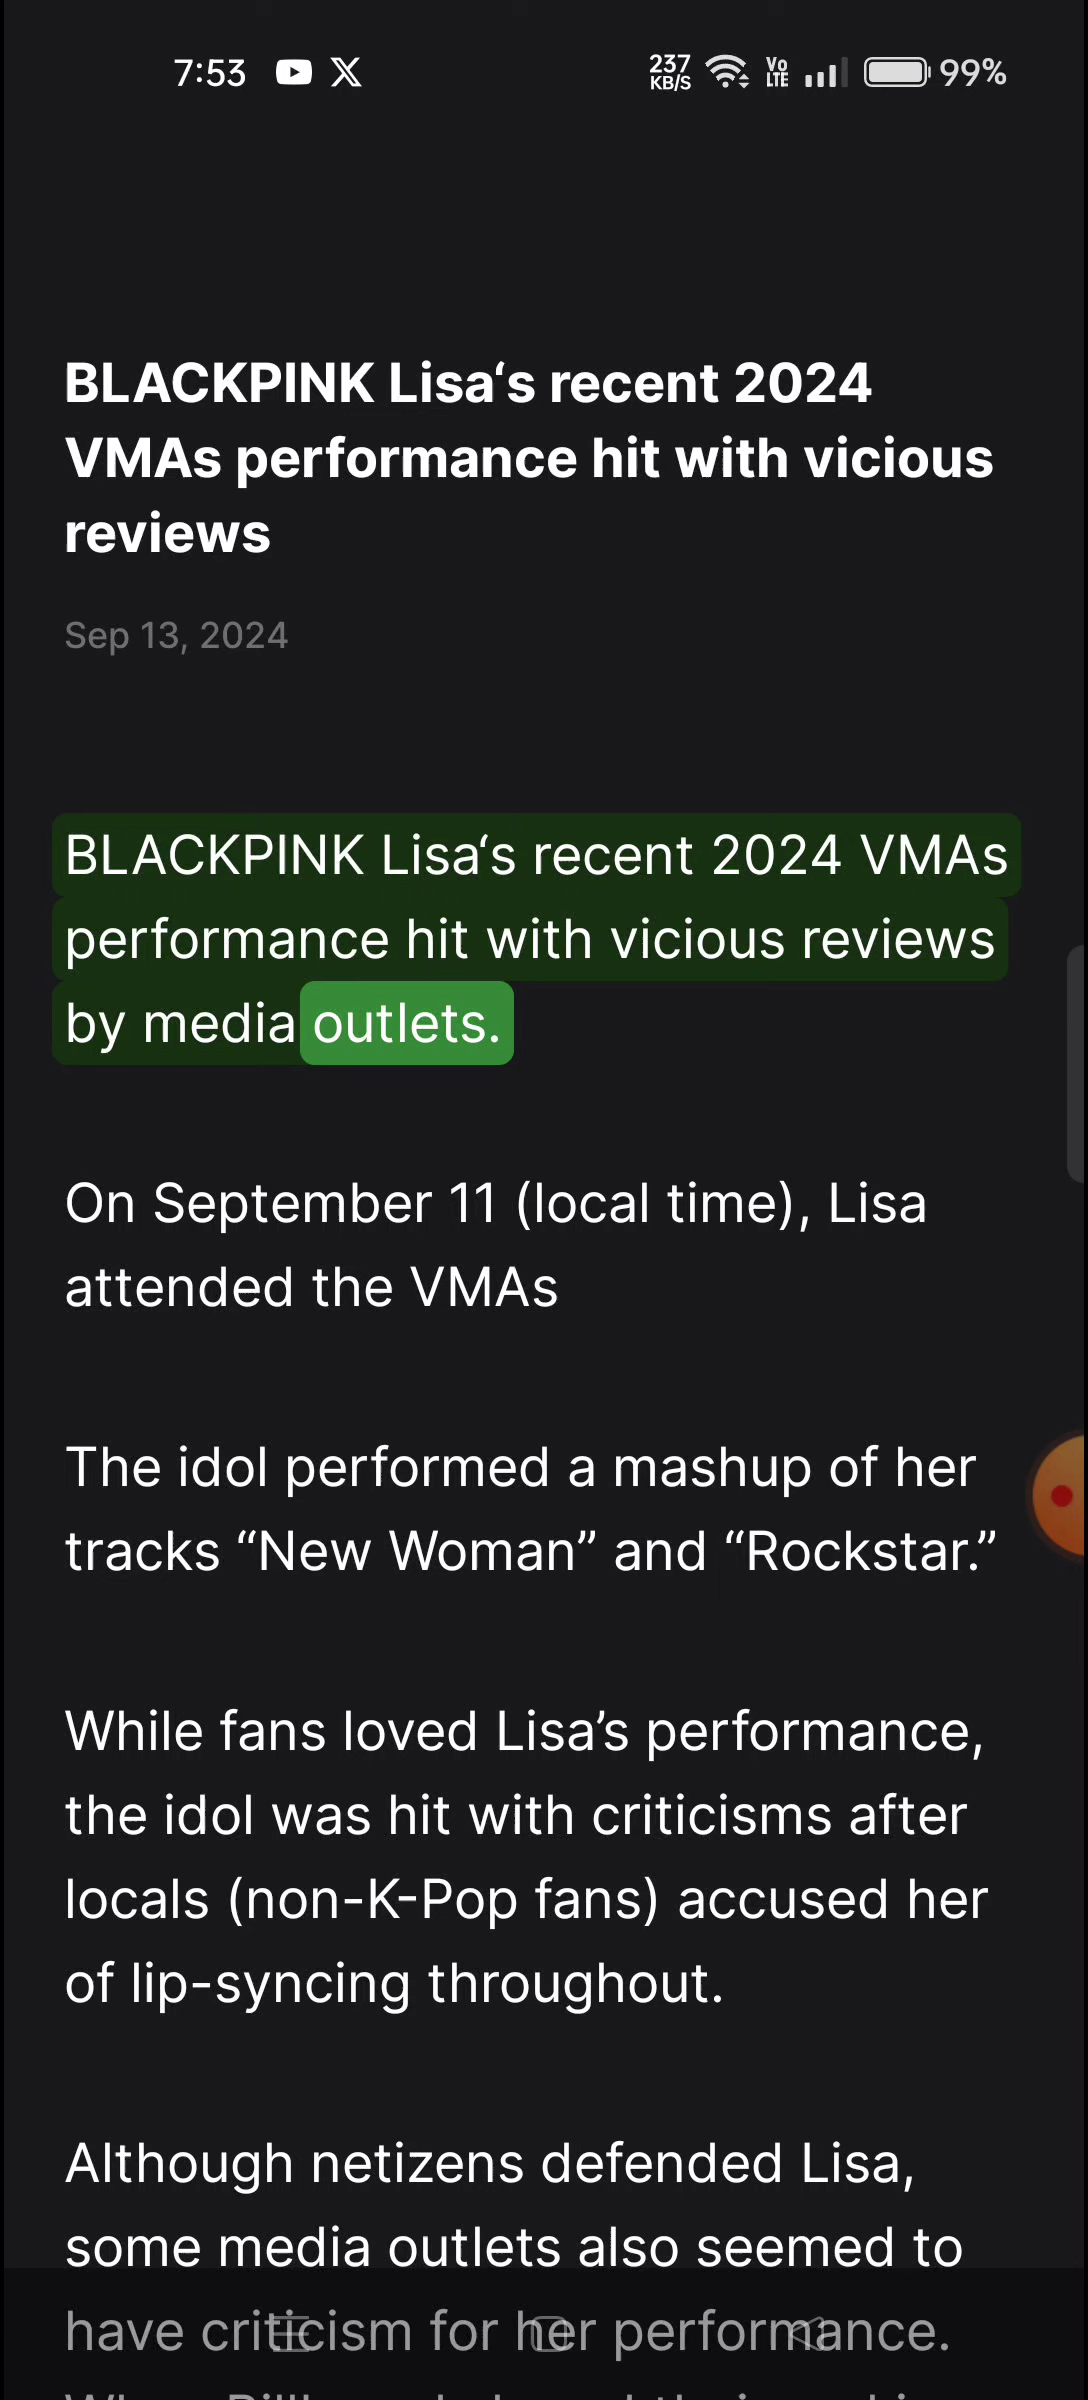 7:53
237 KB/S
Vo LTE
99%
BLACKPINK Lisa‘s recent 2024
VMAs performance hit with vicious
reviews
Sep 13, 2024
BLACKPINK Lisa‘s recent 2024 VMAs
performance hit with vicious reviews
by media outlets.
On September 11 (local time), Lisa
attended the VMAs
The idol performed a mashup of her
tracks “New Woman” and “Rockstar.”
While fans loved Lisa’s performance,
the idol was hit with criticisms after
locals (non-K-Pop fans) accused her
of lip-syncing throughout.
Although netizens defended Lisa,
some media outlets also seemed to
have criticism for her performance.